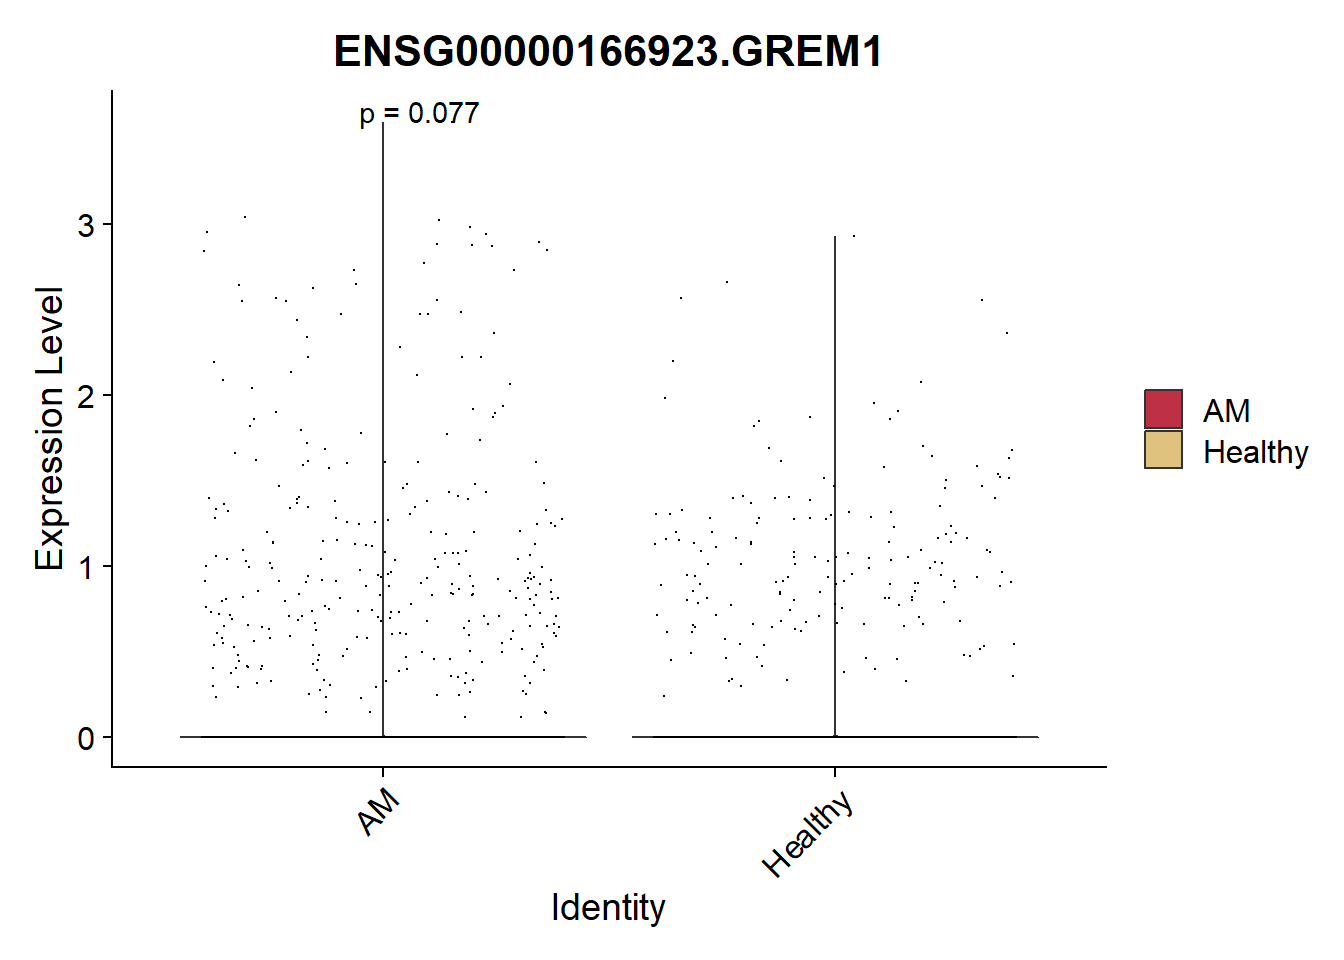 ENSG00000166923.GREM1
p = 0.077
Expression Level
3
2
1
0
AM
Healthy
Identity
AM
Healthy